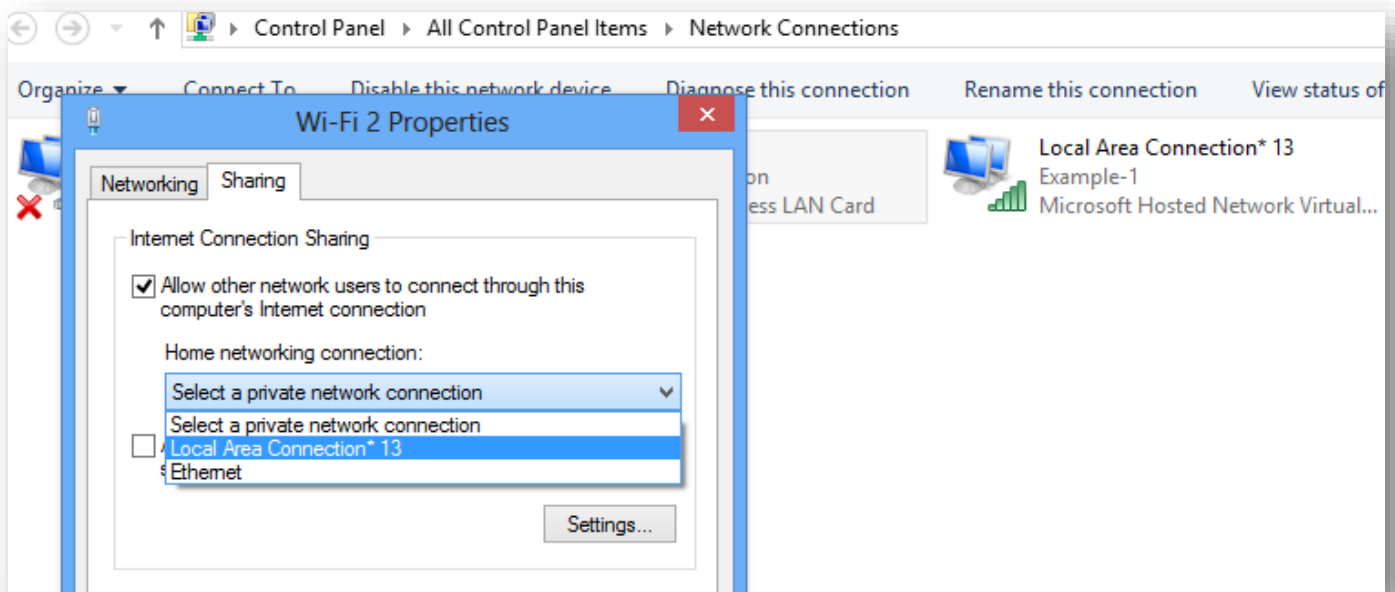 Control Panel ▸ All Control Panel Items ▸ Network Connections
Organize ▾ Connect To Disable this network device Diagnose this connection Rename this connection View status of
Wi-Fi 2 Properties
Networking Sharing
Internet Connection Sharing
Allow other network users to connect through this
computer's Internet connection
Home networking connection:
Select a private network connection
Select a private network connection
Local Area Connection* 13
Ethernet
Settings...
on
ess LAN Card
Local Area Connection* 13
Example-1
Microsoft Hosted Network Virtual...